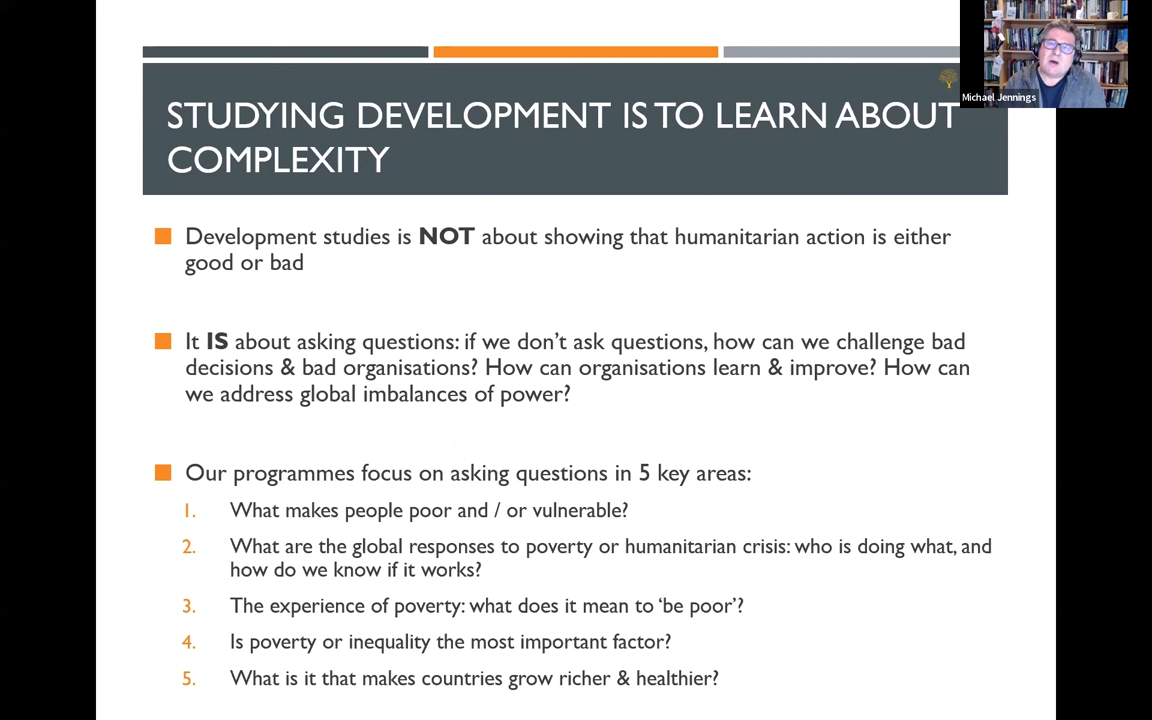 STUDYING DEVELOPMENT IS TO LEARN ABOUT
COMPLEXITY
Michael Jennings
Development studies is NOT about showing that humanitarian action is either
good or bad
It IS about asking questions: if we don’t ask questions, how can we challenge bad
decisions & bad organisations? How can organisations learn & improve? How can
we address global imbalances of power?
Our programmes focus on asking questions in 5 key areas:
1. What makes people poor and / or vulnerable?
2. What are the global responses to poverty or humanitarian crisis: who is doing what, and
how do we know if it works?
3. The experience of poverty: what does it mean to ‘be poor’?
4. Is poverty or inequality the most important factor?
5. What is it that makes countries grow richer & healthier?